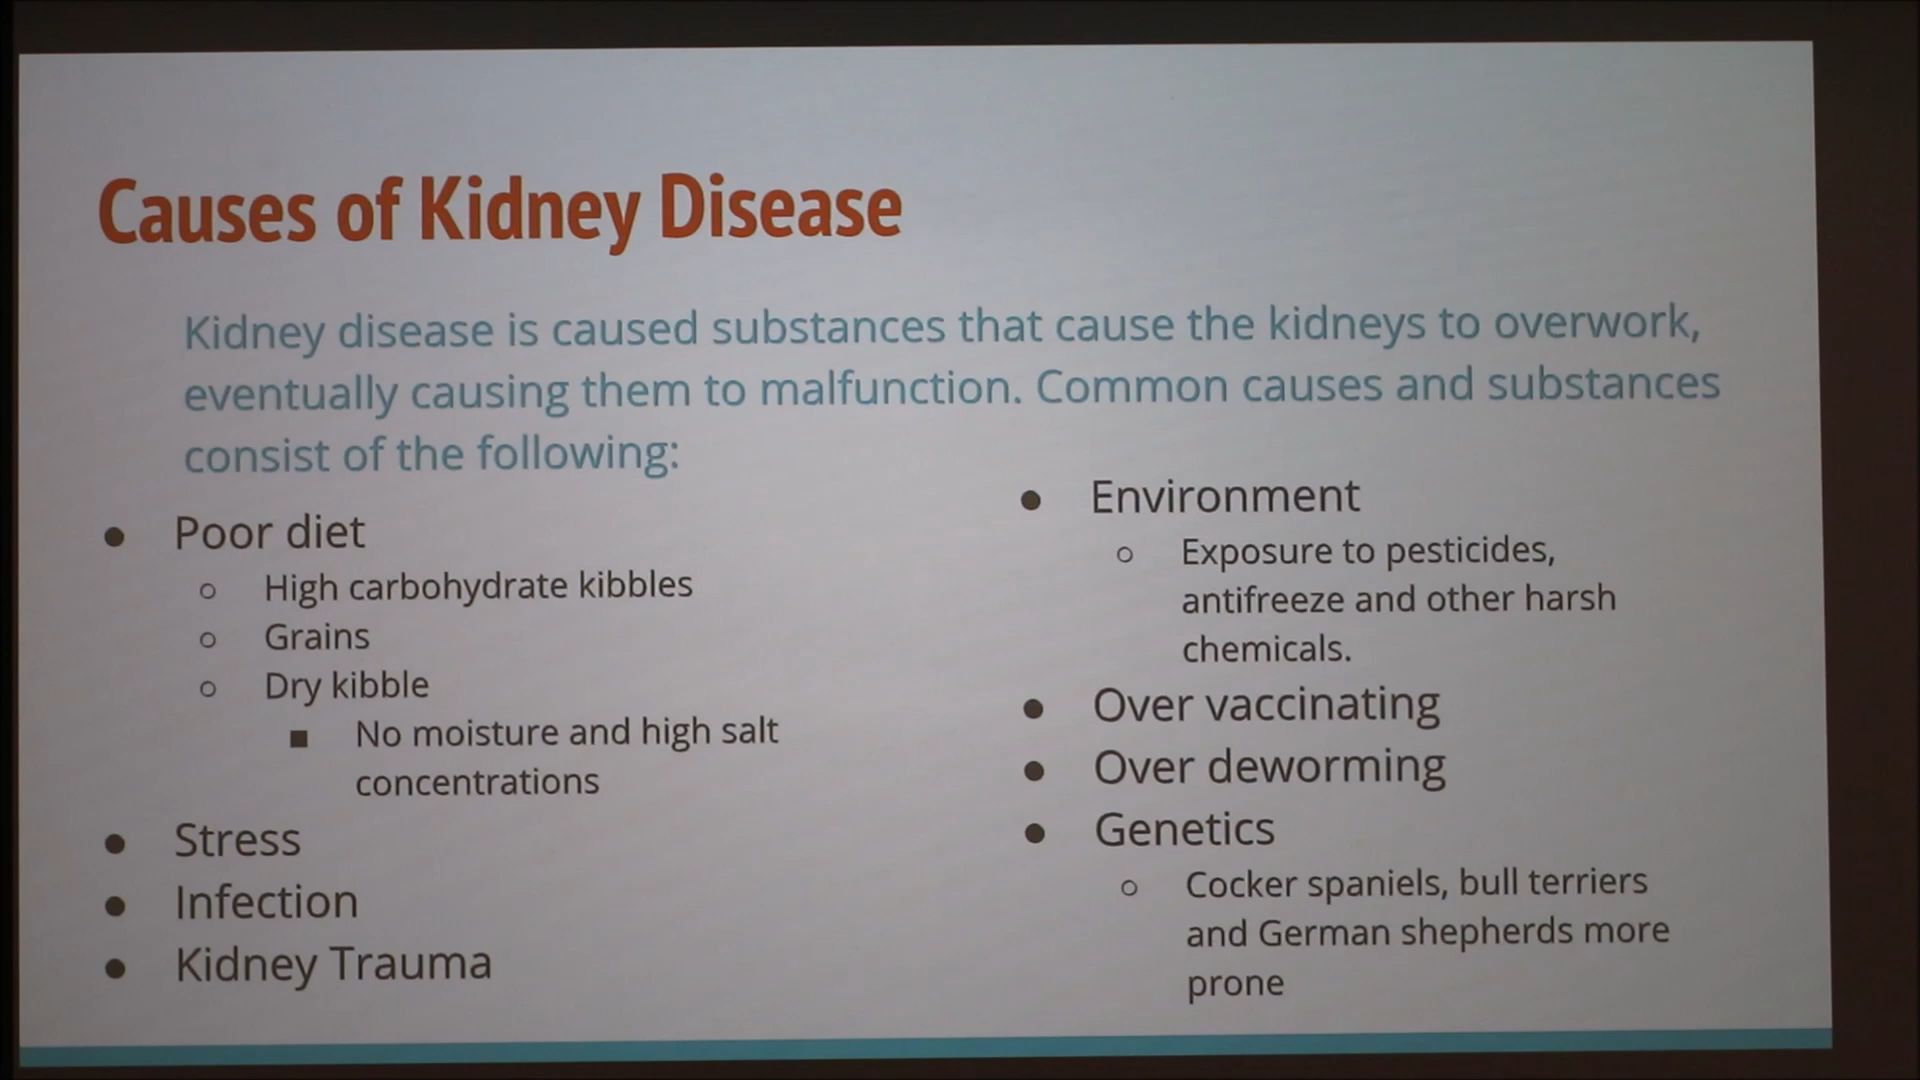 Causes of Kidney Disease
Kidney disease is caused substances that cause the kidneys to overwork,
eventually causing them to malfunction. Common causes and substances
consist of the following:
● Poor diet
○ High carbohydrate kibbles
○ Grains
○ Dry kibble
■ No moisture and high salt
concentrations
● Stress
● Infection
● Kidney Trauma
● Environment
○ Exposure to pesticides,
antifreeze and other harsh
chemicals.
● Over vaccinating
● Over deworming
● Genetics
○ Cocker spaniels, bull terriers
and German shepherds more
prone